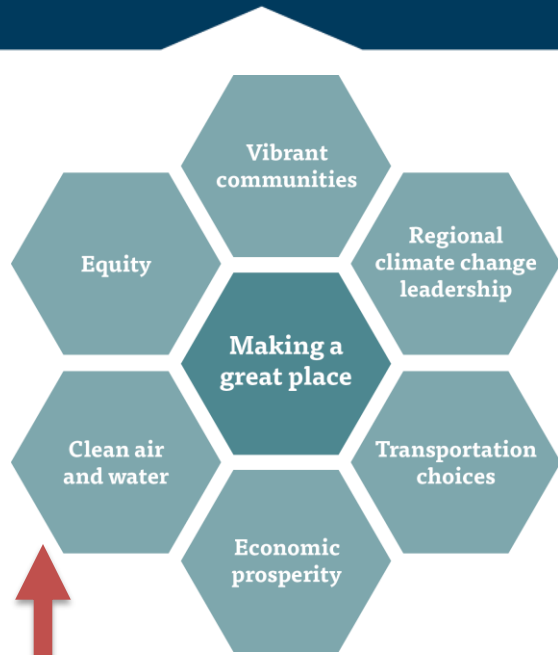 Vibrant
communities
Equity
Regional
climate change
leadership
Making a
great place
Clean air
and water
Transportation
choices
Economic
prosperity